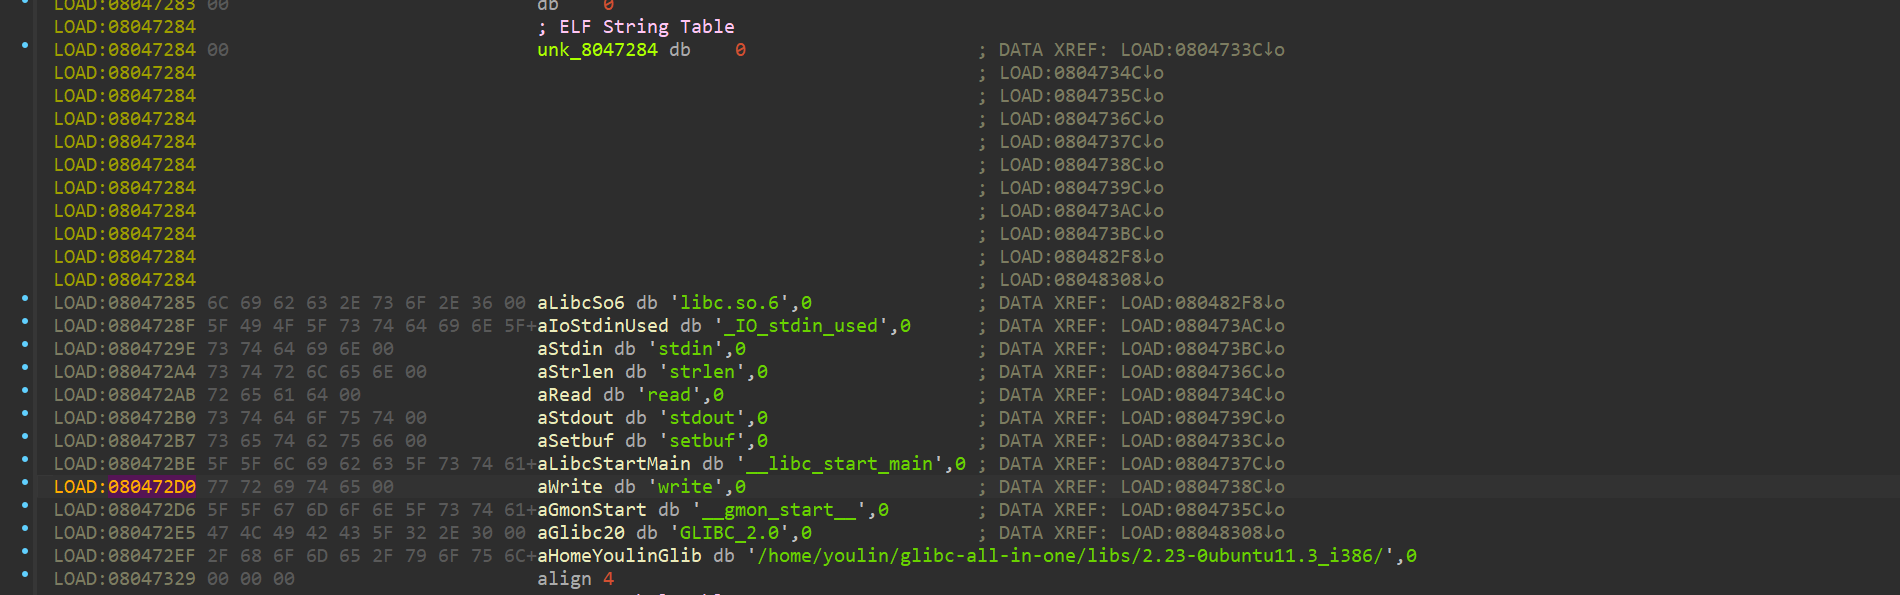 LOAD:08047283 00 db 0
LOAD:08047284 ; ELF String Table
LOAD:08047284 00 unk_8047284 db 0 ; DATA XREF: LOAD:0804733C↓o
LOAD:08047284 ; LOAD:0804734C↓o
LOAD:08047284 ; LOAD:0804735C↓o
LOAD:08047284 ; LOAD:0804736C↓o
LOAD:08047284 ; LOAD:0804737C↓o
LOAD:08047284 ; LOAD:0804738C↓o
LOAD:08047284 ; LOAD:0804739C↓o
LOAD:08047284 ; LOAD:080473AC↓o
LOAD:08047284 ; LOAD:080473BC↓o
LOAD:08047284 ; LOAD:080482F8↓o
LOAD:08047284 ; LOAD:08048308↓o
LOAD:08047285 6C 69 62 63 2E 73 6F 2E 36 00 aLibcSo6 db 'libc.so.6',0 ; DATA XREF: LOAD:080482F8↓o
LOAD:0804728F 5F 49 4F 5F 73 74 64 69 6E 5F+aIoStdinUsed db '_IO_stdin_used',0 ; DATA XREF: LOAD:080473AC↓o
LOAD:0804729E 73 74 64 69 6E 00 aStdin db 'stdin',0 ; DATA XREF: LOAD:080473BC↓o
LOAD:080472A4 73 74 72 6C 65 6E 00 aStrlen db 'strlen',0 ; DATA XREF: LOAD:0804736C↓o
LOAD:080472AB 72 65 61 64 00 aRead db 'read',0 ; DATA XREF: LOAD:0804734C↓o
LOAD:080472B0 73 74 64 6F 75 74 00 aStdout db 'stdout',0 ; DATA XREF: LOAD:0804739C↓o
LOAD:080472B7 73 65 74 62 75 66 00 aSetbuf db 'setbuf',0 ; DATA XREF: LOAD:0804733C↓o
LOAD:080472BE 5F 5F 6C 69 62 63 5F 73 74 61+aLibcStartMain db '__libc_start_main',0 ; DATA XREF: LOAD:0804737C↓o
LOAD:080472D0 77 72 69 74 65 00 aWrite db 'write',0 ; DATA XREF: LOAD:0804738C↓o
LOAD:080472D6 5F 5F 67 6D 6F 6E 5F 73 74 61+aGmonStart db '__gmon_start__',0 ; DATA XREF: LOAD:0804735C↓o
LOAD:080472E5 47 4C 49 42 43 5F 32 2E 30 00 aGlibc20 db 'GLIBC_2.0',0 ; DATA XREF: LOAD:08048308↓o
LOAD:080472EF 2F 68 6F 6D 65 2F 79 6F 75 6C+aHomeYoulinGlib db '/home/youlin/glibc-all-in-one/libs/2.23-0ubuntu11.3_i386/',0
LOAD:08047329 00 00 00 align 4